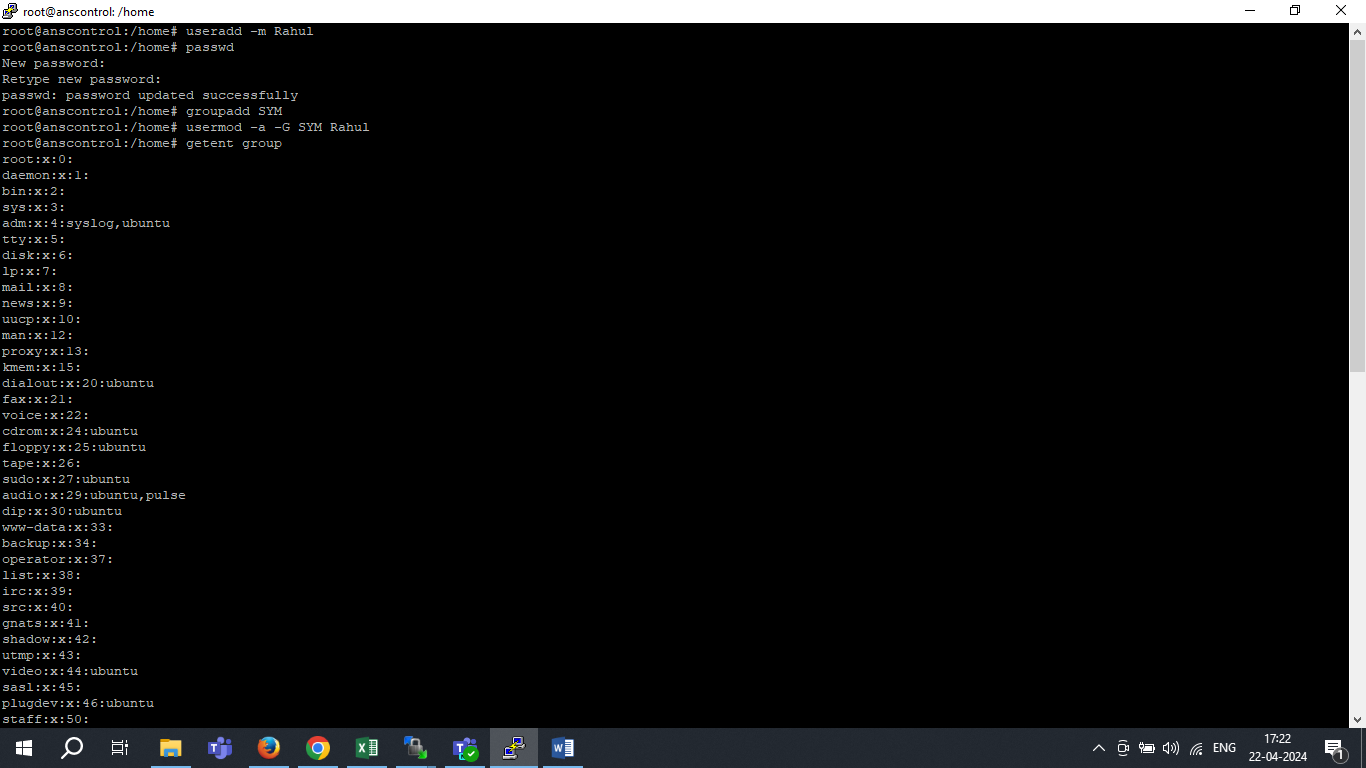 root@anscontrol: /home
root@anscontrol:/home# useradd -m Rahul
root@anscontrol:/home# passwd
New password:
Retype new password:
passwd: password updated successfully
root@anscontrol:/home# groupadd SYM
root@anscontrol:/home# usermod -a -G SYM Rahul
root@anscontrol:/home# getent group
root:x:0:
daemon:x:1:
bin:x:2:
sys:x:3:
adm:x:4:syslog,ubuntu
tty:x:5:
disk:x:6:
lp:x:7:
mail:x:8:
news:x:9:
uucp:x:10:
man:x:12:
proxy:x:13:
kmem:x:15:
dialout:x:20:ubuntu
fax:x:21:
voice:x:22:
cdrom:x:24:ubuntu
floppy:x:25:ubuntu
tape:x:26:
sudo:x:27:ubuntu
audio:x:29:ubuntu,pulse
dip:x:30:ubuntu
www-data:x:33:
backup:x:34:
operator:x:37:
list:x:38:
irc:x:39:
src:x:40:
gnats:x:41:
shadow:x:42:
utmp:x:43:
video:x:44:ubuntu
sasl:x:45:
plugdev:x:46:ubuntu
staff:x:50:
ENG
17:22
22-04-2024
1